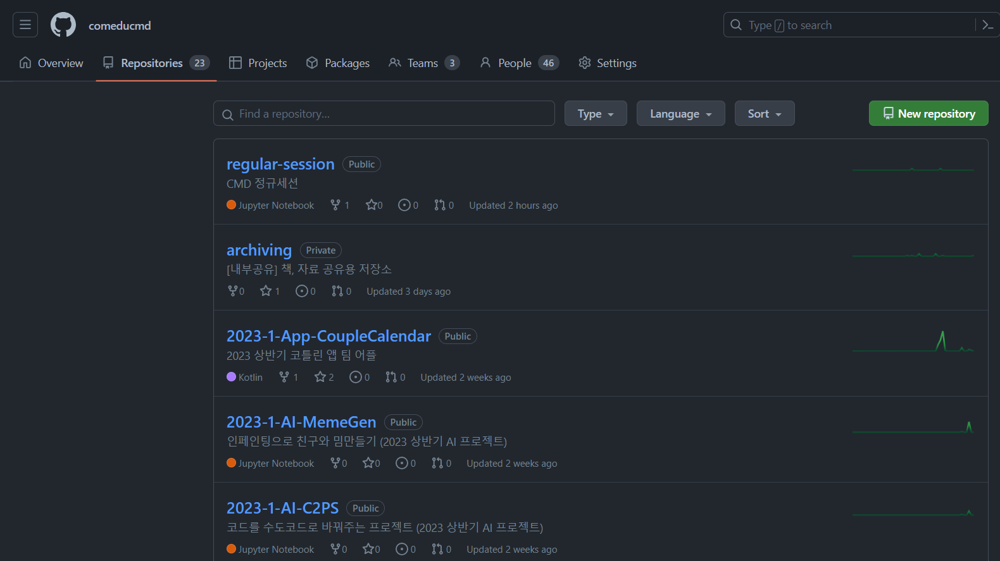 comeducmd
Type / to search
Overview Repositories 23 Projects Packages Teams 3 People 46 Settings
Find a repository... Type Language Sort New repository
regular-session Public
CMD 정규세션
Jupyter Notebook 1 0 0 0 Updated 2 hours ago
archiving Private
[내부공유] 책, 자료 공유용 저장소
0 1 0 0 Updated 3 days ago
2023-1-App-CoupleCalendar Public
2023 상반기 코틀린 앱 팀 어플
Kotlin 1 2 0 0 Updated 2 weeks ago
2023-1-AI-MemeGen Public
인페인팅으로 친구와 밈만들기 (2023 상반기 AI 프로젝트)
Jupyter Notebook 0 0 0 0 Updated 2 weeks ago
2023-1-AI-C2PS Public
코드를 수도코드로 바꿔주는 프로젝트 (2023 상반기 AI 프로젝트)
Jupyter Notebook 0 0 0 0 Updated 2 weeks ago